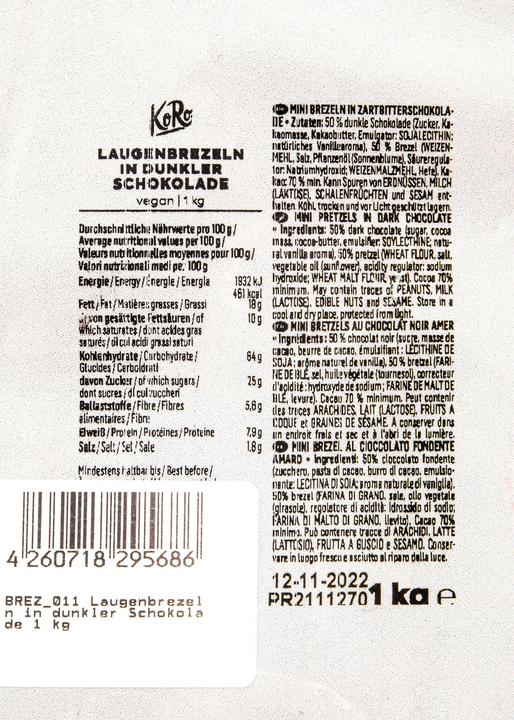 KoRo
LAUGENBREZELN
IN DUNKLER
SCHOKOLADE
vegan | 1 kg
Durchschnittliche Nährwerte pro 100 g /
Average nutritional values per 100 g /
Valeurs nutritionnelles moyennes pour 100 g /
Valori nutrizionali medi per 100 g
Energie / Energy / Énergie / Energia 1932 kJ
461 kcal
Fett / Fat / Matières grasses / Grassi 18 g
davon gesättigte Fettsäuren / of 10 g
which saturates / dont acides gras
saturés / di cui acidi grassi saturi
Kohlenhydrate / Carbohydrate / 64 g
Glucides / Carboidrati
davon Zucker / of which sugars / 25 g
dont sucres / di cui zuccheri
Ballaststoffe / Fibre / Fibres 5,8 g
alimentaires / Fibre
Eiweiß / Protein / Protéines / Proteine 7,9 g
Salz / Salt / Sel / Sale 1,8 g
Mindestens haltbar bis / Best before /
4 260718 295686
BREZ_011 Laugenbrezel
n in dunkler Schokola
de 1 kg
MINI BREZELN IN ZARTBITTERSCHOKOLA-
DE • Zutaten: 50 % dunkle Schokolade (Zucker, Ka-
kaomasse, Kakaobutter, Emulgator: SOJALECITHIN;
natürliches Vanillearoma), 50 % Brezel (WEIZEN-
MEHL, Salz, Pflanzenöl (Sonnenblume), Säureregula-
tor: Natriumhydroxid; WEIZENMALZMEHL, Hefe). Ka-
kao: 70 % min. Kann Spuren von ERDNÜSSEN, MILCH
(LAKTOSE), SCHALENFRÜCHTEN und SESAM ent-
halten. Kühl, trocken und vor Licht geschützt lagern.
MINI PRETZELS IN DARK CHOCOLATE
• Ingredients: 50% dark chocolate (sugar, cocoa
mass, cocoa-butter, emulsifier: SOYLECITHINE; natu-
ral vanilla aroma), 50% pretzel (WHEAT FLOUR, salt,
vegetable oil (sunflower), acidity regulator: sodium
hydroxide; WHEAT MALT FLOUR, yeast). Cocoa 70%
minimum. May contain traces of PEANUTS, MILK
(LACTOSE), EDIBLE NUTS and SESAME. Store in a
cool and dry place, protected from light.
MINI BRETZELS AU CHOCOLAT NOIR AMER
• Ingrédients : 50 % chocolat noir (sucre, masse de
cacao, beurre de cacao, émulsifiant : LÉCITHINE DE
SOJA ; arôme naturel de vanille), 50 % bretzel (FARI-
NE DE BLÉ, sel, huile végétale (tournesol), correcteur
d'acidité : hydroxyde de sodium ; FARINE DE MALT DE
BLÉ, levure). Cacao 70 % minimum. Peut contenir
des traces ARACHIDES, LAIT (LACTOSE), FRUITS A
COQUE et GRAINES DE SÉSAME. A conserver dans
un endroit frais et sec et à l'abri de la lumière.
MINI BREZEL AL CIOCCOLATO FONDENTE
AMARO • Ingredienti: 50% cioccolato fondente
(zucchero, pasta di cacao, burro di cacao, emulsio-
nante: LECITINA DI SOIA; aroma naturale di vaniglia),
50% brezel (FARINA DI GRANO, sale, olio vegetale
(girasole), regolatore di acidità: idrossido di sodio;
FARINA DI MALTO DI GRANO, lievito). Cacao 70%
minimo. Può contenere tracce di ARACHIDI, LATTE
(LATTOSIO), FRUTTA A GUSCIO e SESAMO. Conser-
vare in luogo fresco e asciutto al riparo dalla luce.
12-11-2022
PR2111270 1 kg e